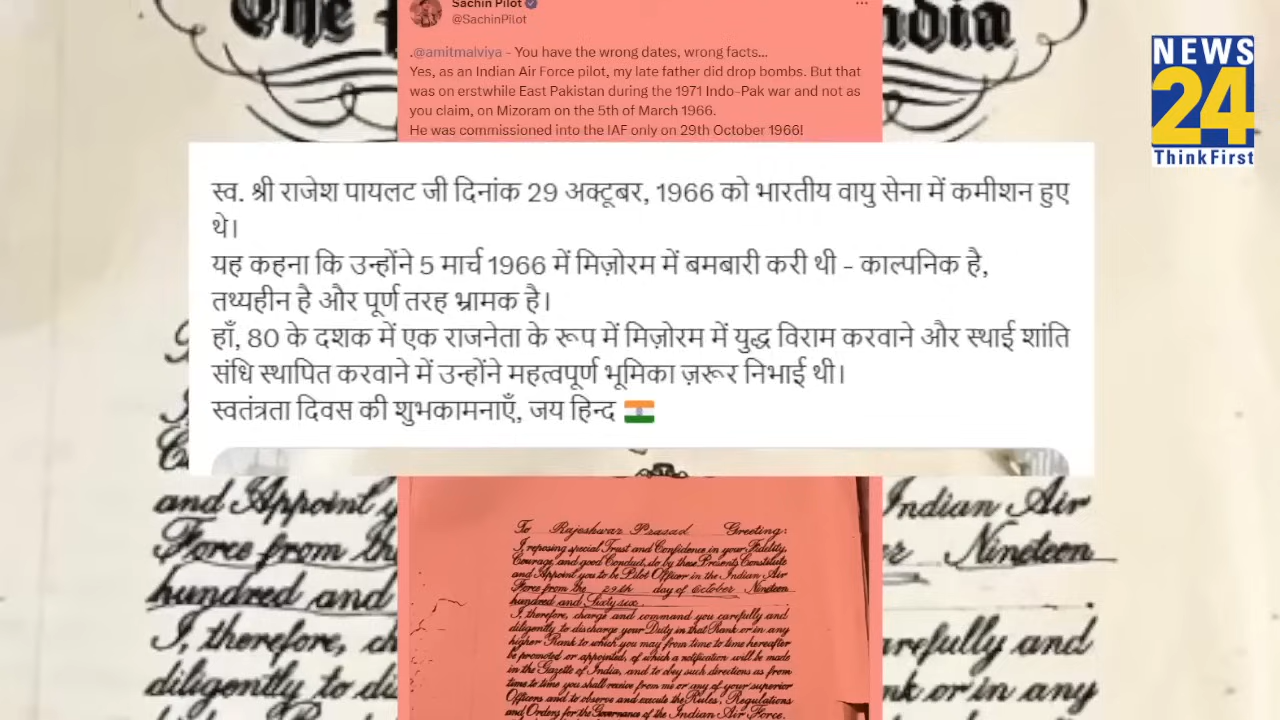 The
India
Sachin Pilot
@SachinPilot
.@amitmalviya - You have the wrong dates, wrong facts...
Yes, as an Indian Air Force pilot, my late father did drop bombs. But that
was on erstwhile East Pakistan during the 1971 Indo-Pak war and not as
you claim, on Mizoram on the 5th of March 1966.
He was commissioned into the IAF only on 29th October 1966!
NEWS
24
ThinkFirst
स्व. श्री राजेश पायलट जी दिनांक 29 अक्टूबर, 1966 को भारतीय वायु सेना में कमीशन हुए
थे।
यह कहना कि उन्होंने 5 मार्च 1966 में मिज़ोरम में बमबारी करी थी - काल्पनिक है,
तथ्यहीन है और पूर्ण तरह भ्रामक है।
हाँ, 80 के दशक में एक राजनेता के रूप में मिज़ोरम में युद्ध विराम करवाने और स्थाई शांति
संधि स्थापित करवाने में उन्होंने महत्वपूर्ण भूमिका ज़रूर निभाई थी।
स्वतंत्रता दिवस की शुभकामनाएँ, जय हिन्द 🇮🇳
To Rajeshwar Prasad Greeting:
I, reposing special Trust and Confidence in your Fidelity,
Courage, and good Conduct, do by these Presents Constitute
and Appoint you to be Pilot Officer in the Indian Air
Force from the 29th day of October Nineteen
hundred and Sixty six.
I, therefore, charge and command you carefully and
diligently to discharge your Duty in that Rank or in any
higher Rank to which you may from time to time hereafter
be promoted or appointed, of which a notification will be made
in the Gazette of India, and to obey such directions as from
time to time you shall receive from me or any of your superior
Officers and to observe and execute the Rules, Regulations
and Orders for the Governance of the Indian Air Force.
and Appoint
Indian Air
Force from the
Nineteen
hundred and
I, therefore,
carefully and
diligently to
or in any